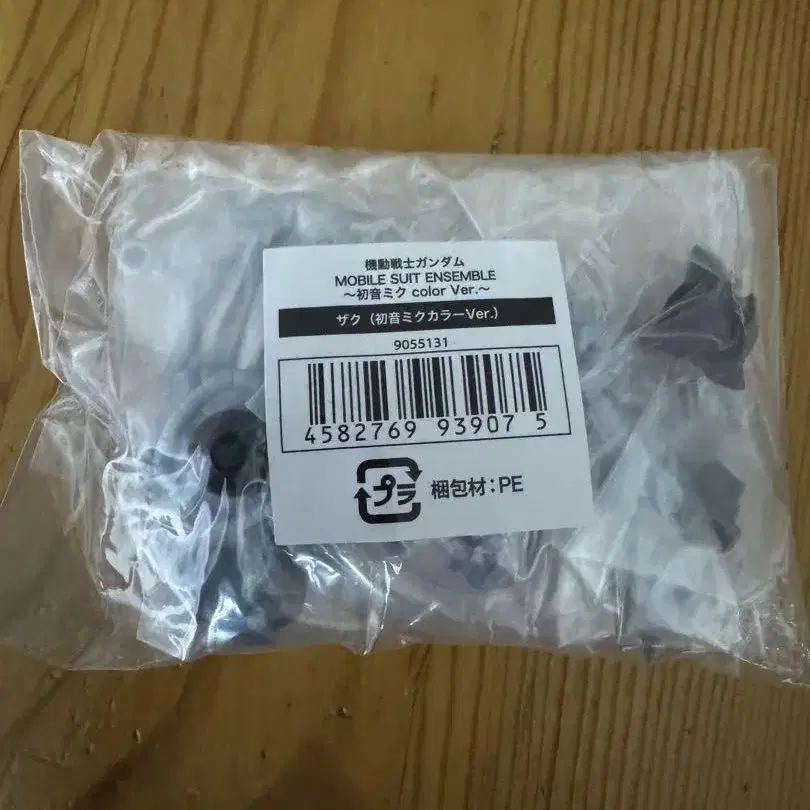 機動戦士ガンダム
MOBILE SUIT ENSEMBLE
〜初音ミク color Ver.〜
ザク（初音ミクカラーVer.）
9055131
4582769 93907 5
プラ 梱包材：PE